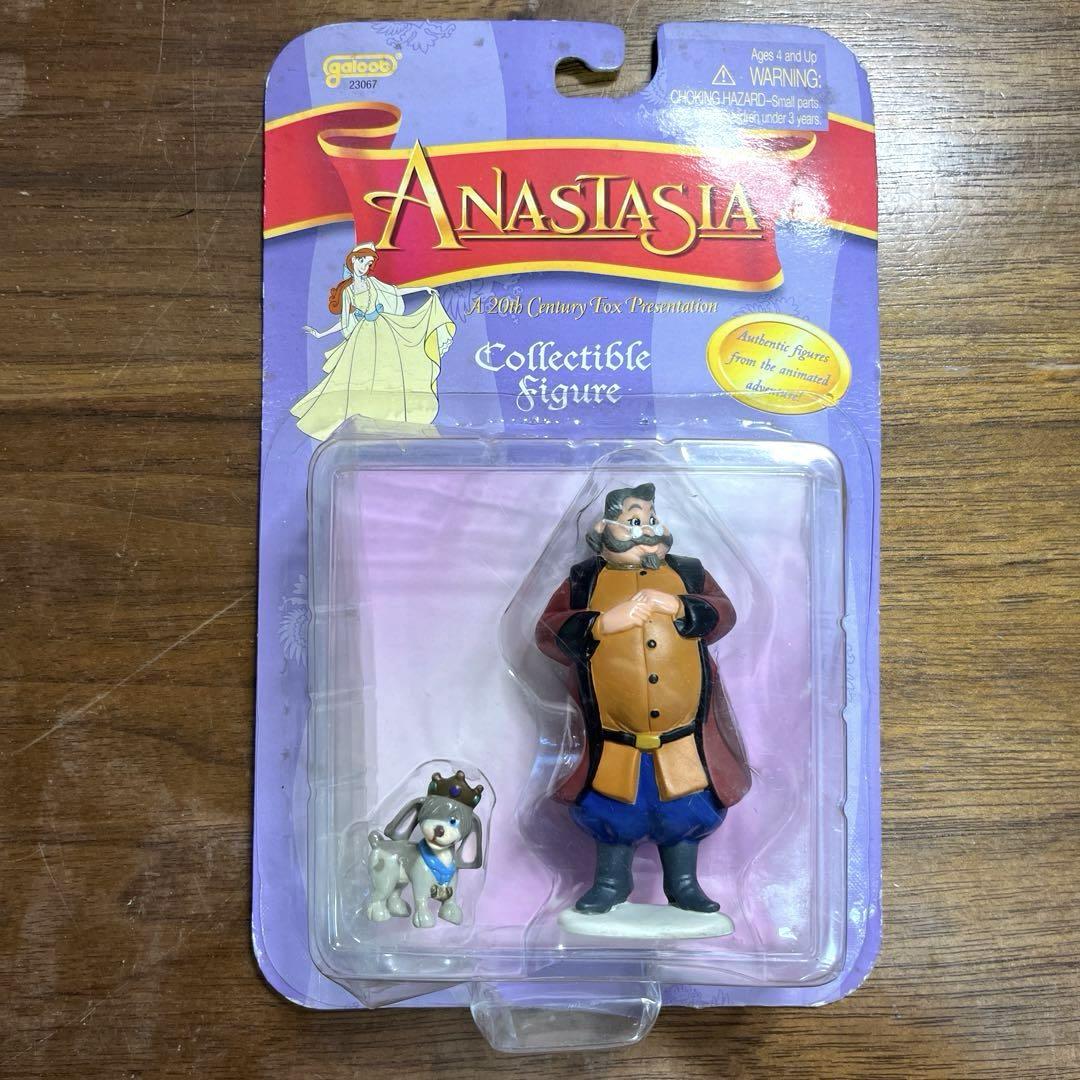 galoob
23067
Ages 4 and Up
WARNING:
CHOKING HAZARD–Small parts.
under 3 years.
ANASTASIA
A 20th Century Fox Presentation
Collectible
Figure
Authentic figures
from the animated
adventure!